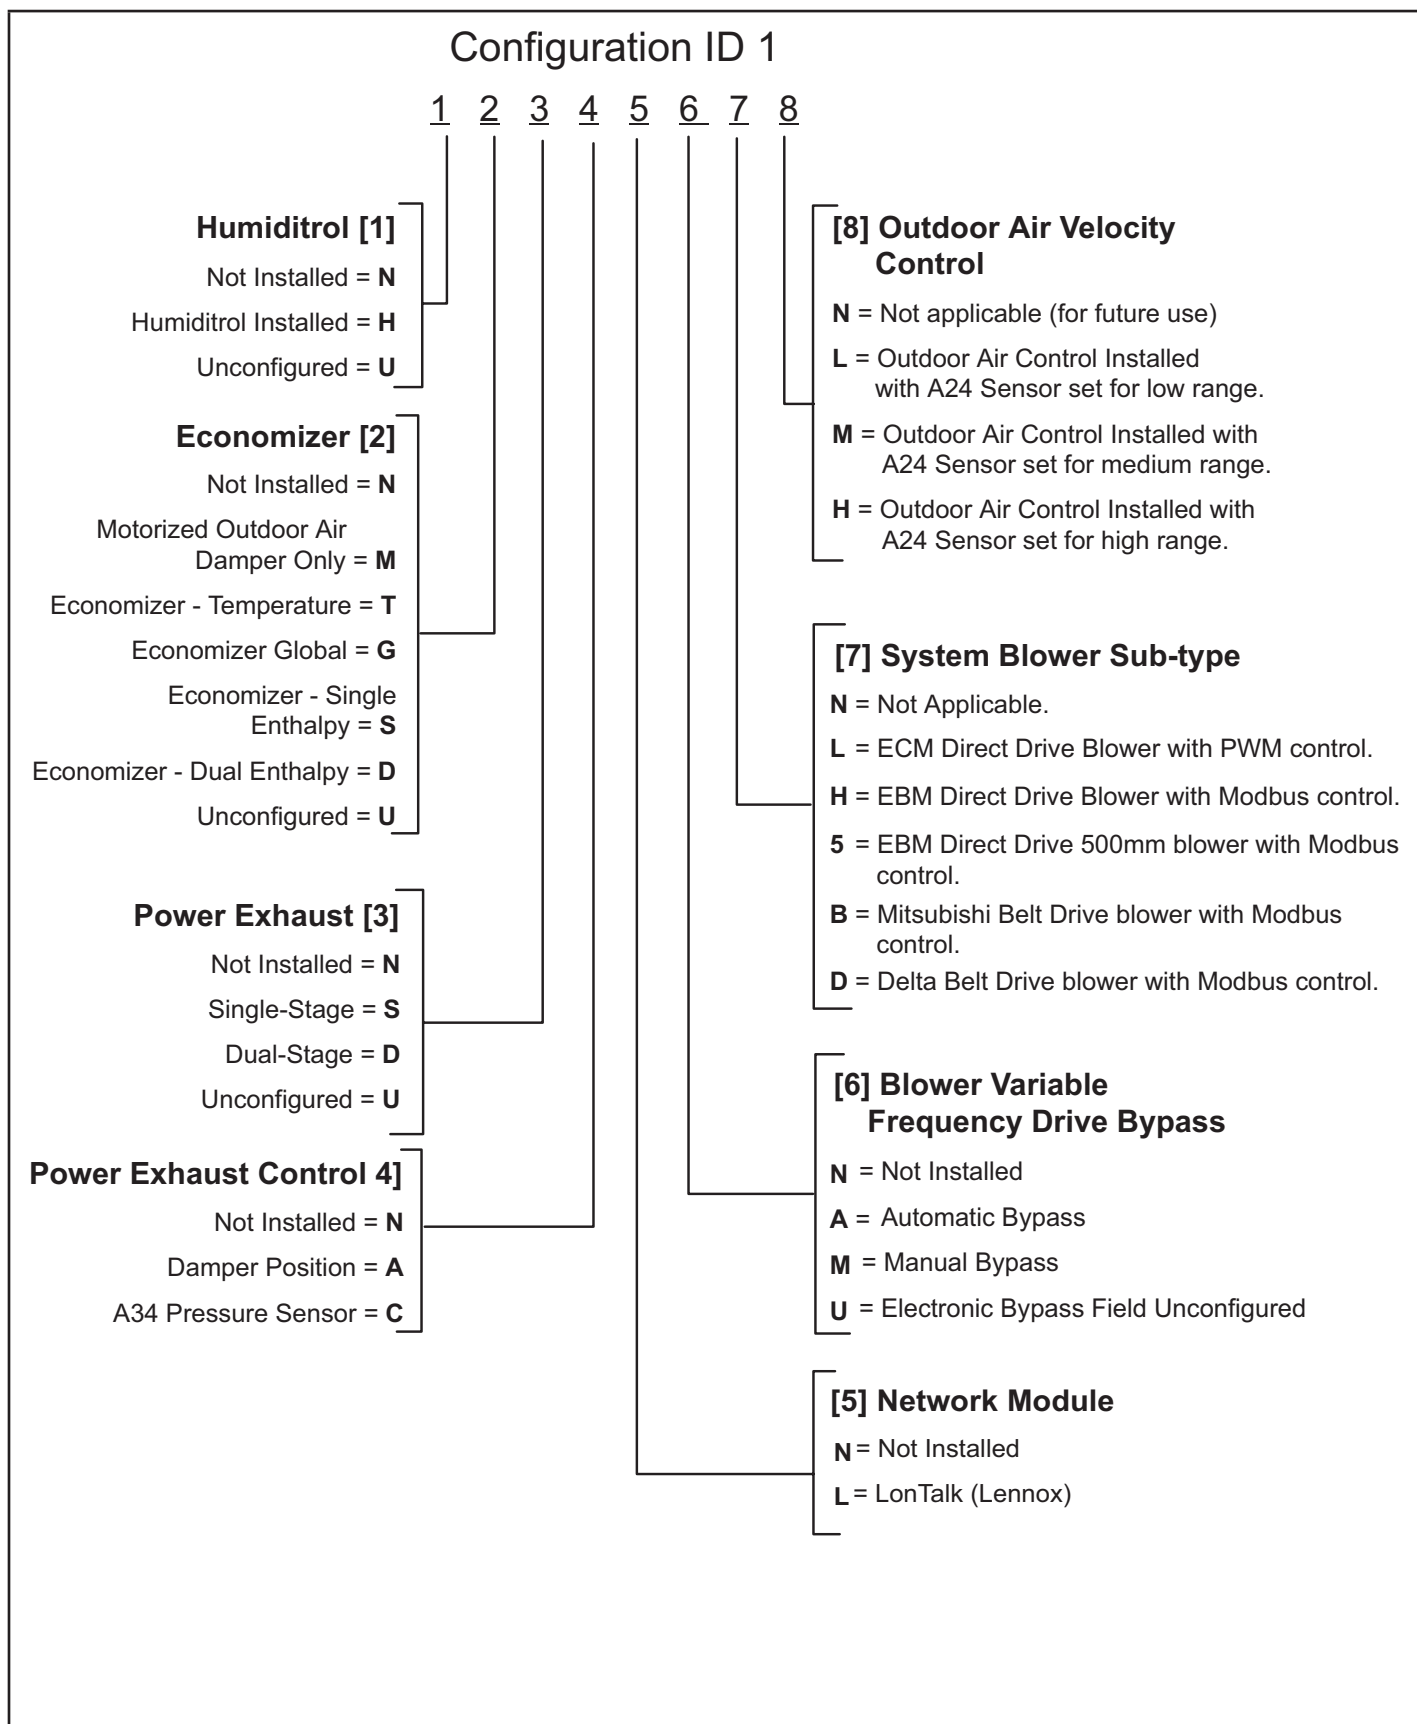 Configuration ID 1
1 2 3 4 5 6 7 8
Humiditrol [1]
Not Installed = N
Humiditrol Installed = H
Unconfigured = U
Economizer [2]
Not Installed = N
Motorized Outdoor Air
Damper Only = M
Economizer - Temperature = T
Economizer Global = G
Economizer - Single
Enthalpy = S
Economizer - Dual Enthalpy = D
Unconfigured = U
Power Exhaust [3]
Not Installed = N
Single-Stage = S
Dual-Stage = D
Unconfigured = U
Power Exhaust Control 4]
Not Installed = N
Damper Position = A
A34 Pressure Sensor = C
[8] Outdoor Air Velocity
Control
N = Not applicable (for future use)
L = Outdoor Air Control Installed
with A24 Sensor set for low range.
M = Outdoor Air Control Installed with
A24 Sensor set for medium range.
H = Outdoor Air Control Installed with
A24 Sensor set for high range.
[7] System Blower Sub-type
N = Not Applicable.
L = ECM Direct Drive Blower with PWM control.
H = EBM Direct Drive Blower with Modbus control.
5 = EBM Direct Drive 500mm blower with Modbus
control.
B = Mitsubishi Belt Drive blower with Modbus
control.
D = Delta Belt Drive blower with Modbus control.
[6] Blower Variable
Frequency Drive Bypass
N = Not Installed
A = Automatic Bypass
M = Manual Bypass
U = Electronic Bypass Field Unconfigured
[5] Network Module
N = Not Installed
L = LonTalk (Lennox)